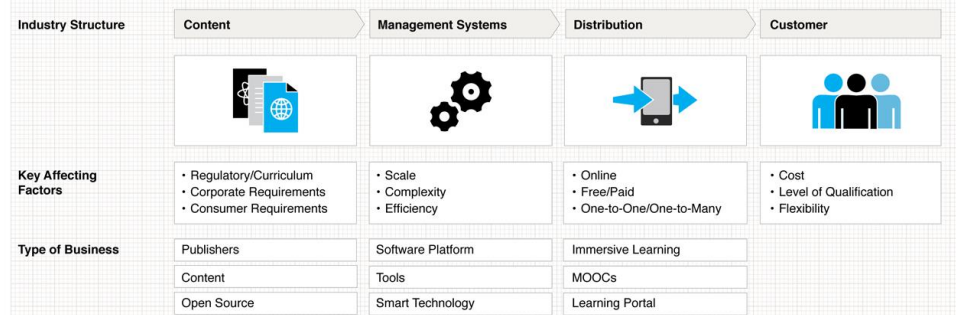 Industry Structure
Content
Management Systems
Distribution
Customer
Key Affecting
Factors
• Regulatory/Curriculum
• Corporate Requirements
• Consumer Requirements
• Scale
• Complexity
• Efficiency
• Online
• Free/Paid
• One-to-One/One-to-Many
• Cost
• Level of Qualification
• Flexibility
Type of Business
Publishers
Software Platform
Immersive Learning
Content
Tools
MOOCs
Open Source
Smart Technology
Learning Portal